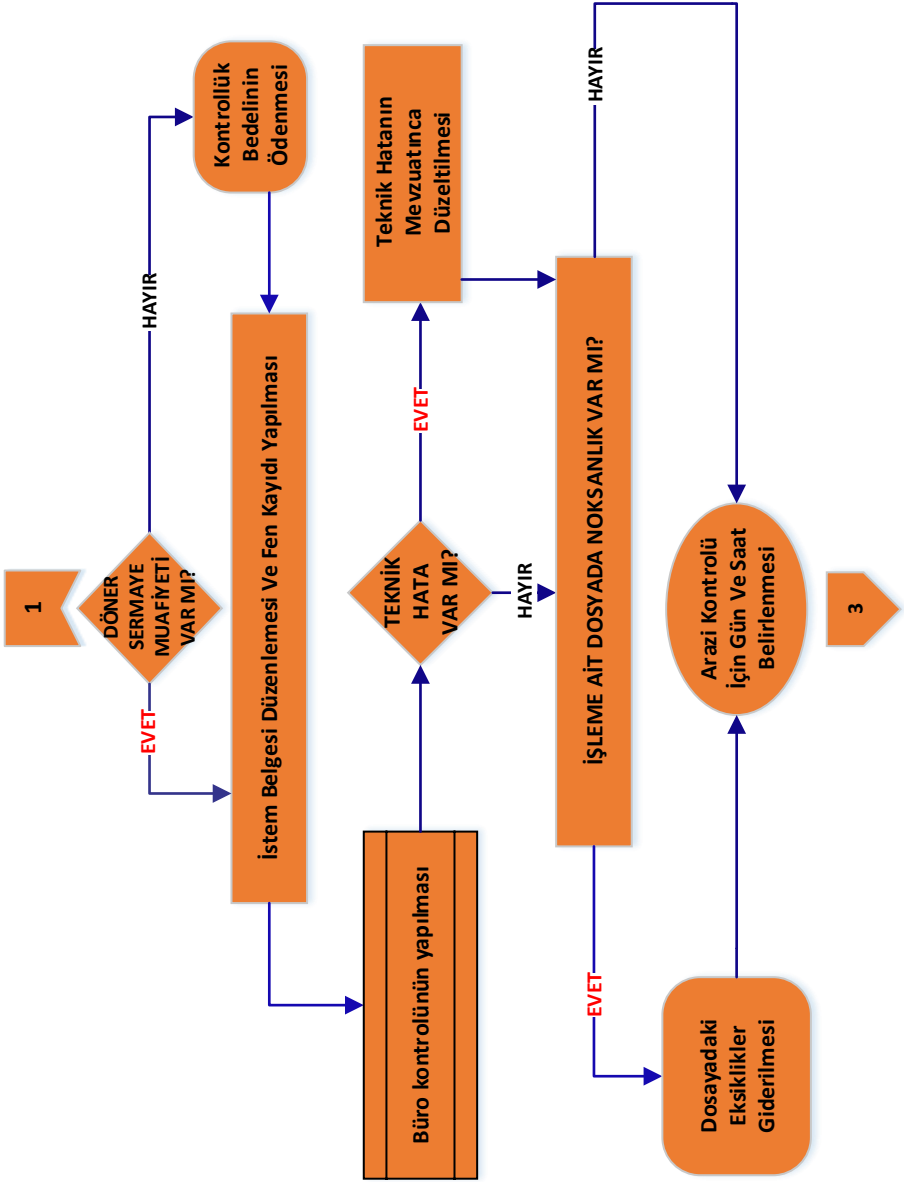 1
DÖNER
SERMAYE
MUAFİYETİ
VAR MI?
EVET
HAYIR
Kontrollük
Bedelinin
Ödenmesi
İstem Belgesi Düzenlemesi Ve Fen Kayıdı Yapılması
Büro kontrolünün yapılması
TEKNİK
HATA
VAR MI?
EVET
HAYIR
Teknik Hatanın
Mevzuatınca
Düzeltilmesi
İŞLEME AİT DOSYADA NOKSANLIK VAR MI?
EVET
HAYIR
Dosayadaki
Eksiklikler
Giderilmesi
Arazi Kontrolü
İçin Gün Ve Saat
Belirlenmesi
3